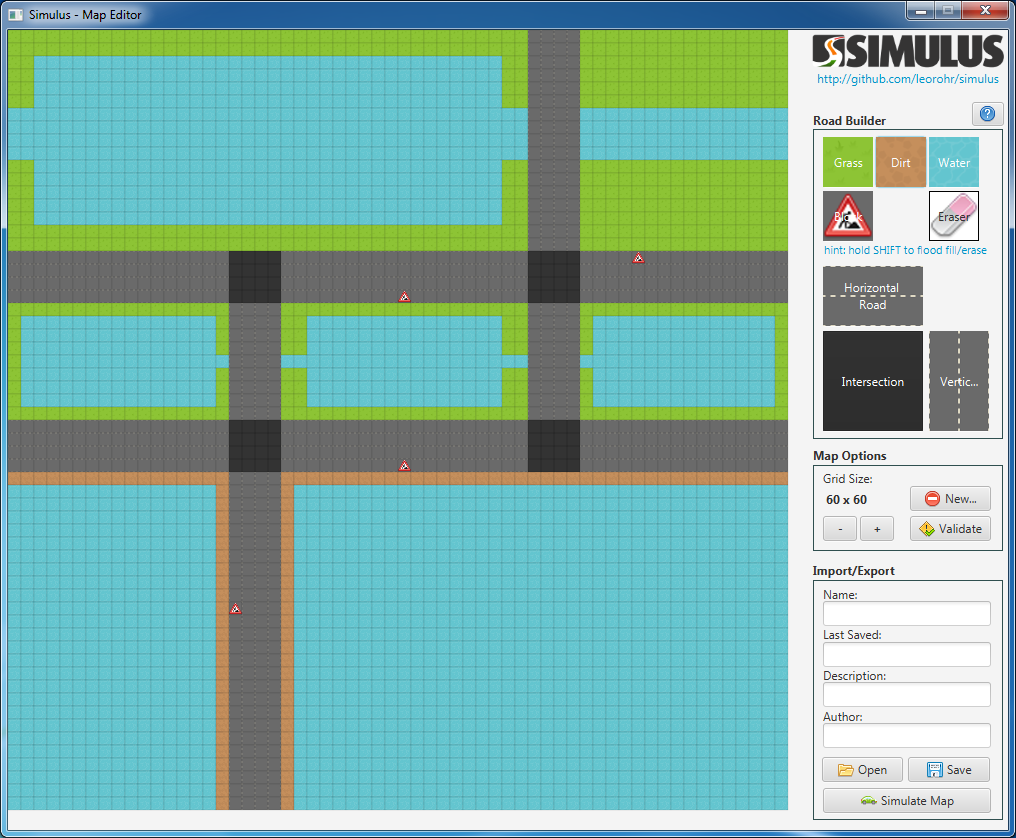 Simulus - Map Editor
SIMULUS
http://github.com/leorohr/simulus
Road Builder
?
Grass
Dirt
Water
Block
Eraser
hint: hold SHIFT to flood fill/erase
Horizontal
Road
Intersection
Vertic...
Map Options
Grid Size:
60 x 60
New...
-
+
Validate
Import/Export
Name:
Last Saved:
Description:
Author:
Open
Save
Simulate Map